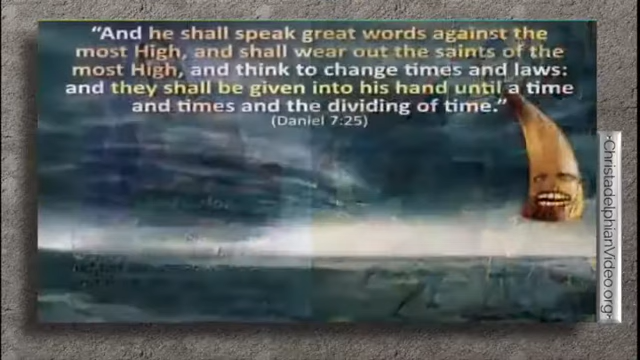 “And he shall speak great words against the
most High, and shall wear out the saints of the
most High, and think to change times and laws:
and they shall be given into his hand until a time
and times and the dividing of time.”
(Daniel 7:25)
-ChristadelphianVideo.org-